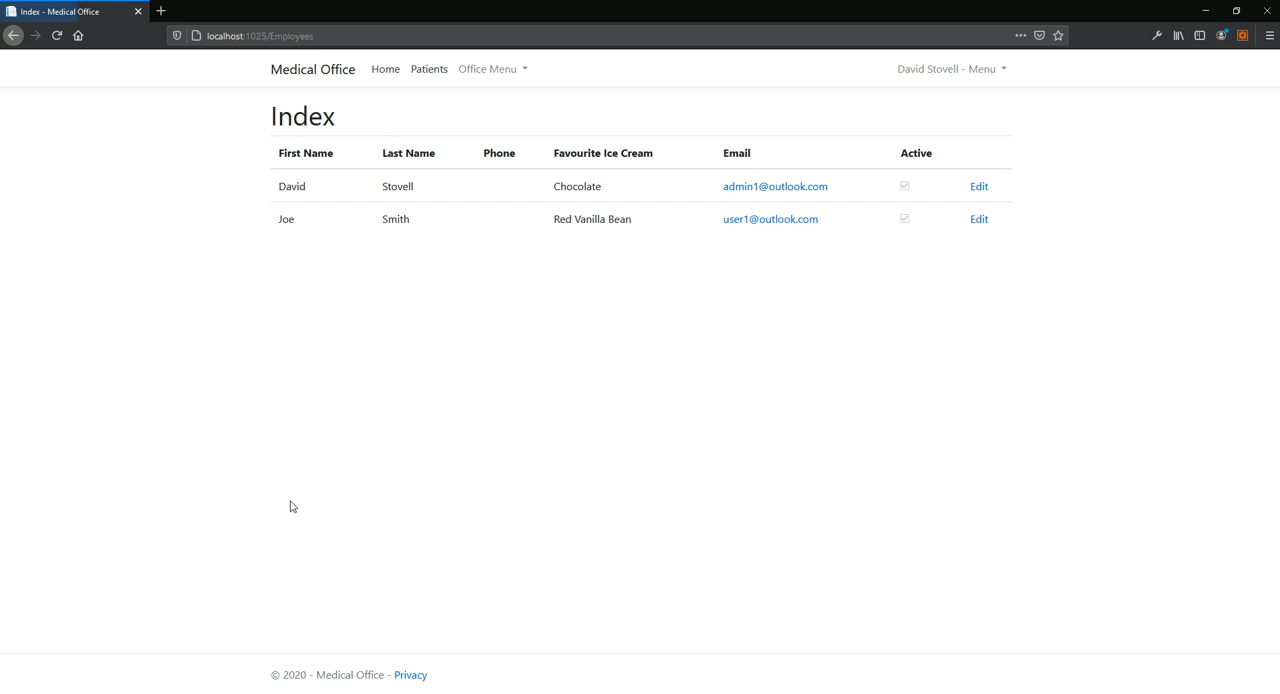 Index - Medical Office
localhost:1025/Employees
Medical Office Home Patients Office Menu David Stovell - Menu
Index
First Name Last Name Phone Favourite Ice Cream Email Active
David Stovell Chocolate admin1@outlook.com Edit
Joe Smith Red Vanilla Bean user1@outlook.com Edit
© 2020 - Medical Office - Privacy